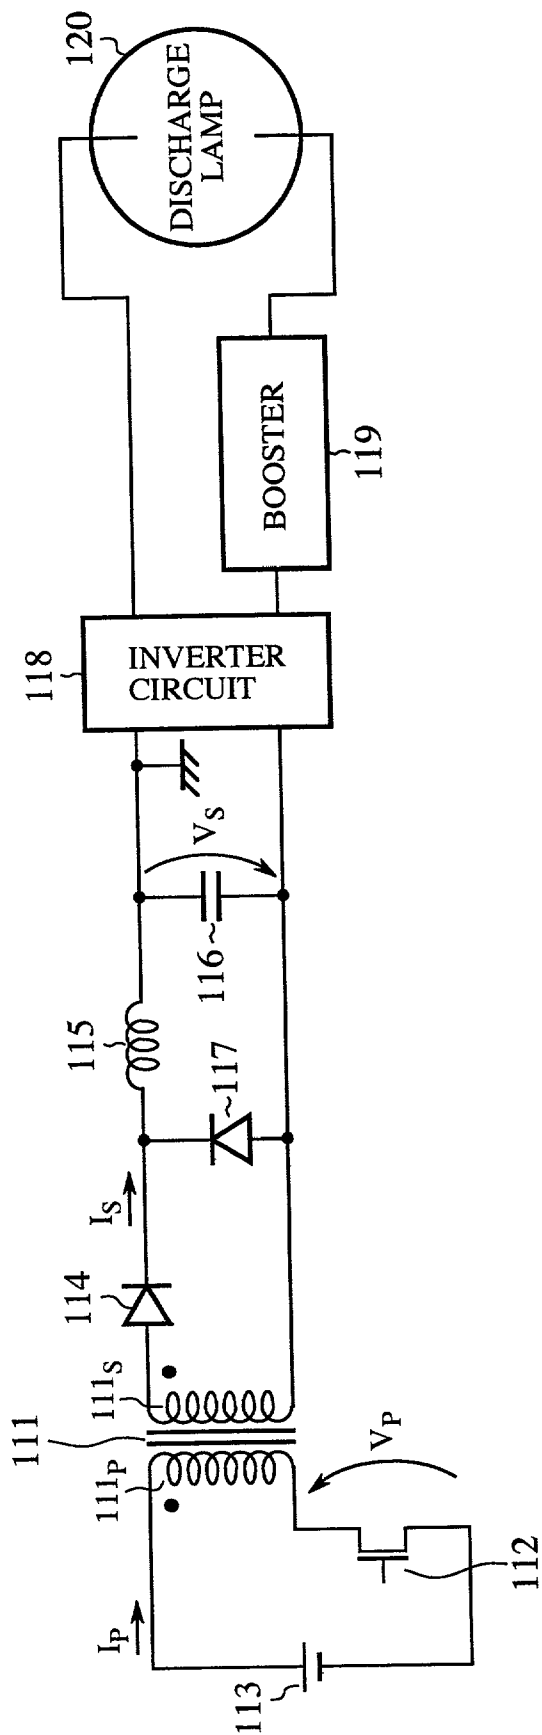 111
111P
111S
IP
113
112
VP
114
IS
117
115
116
VS
118
INVERTER
CIRCUIT
BOOSTER
119
DISCHARGE
LAMP
120